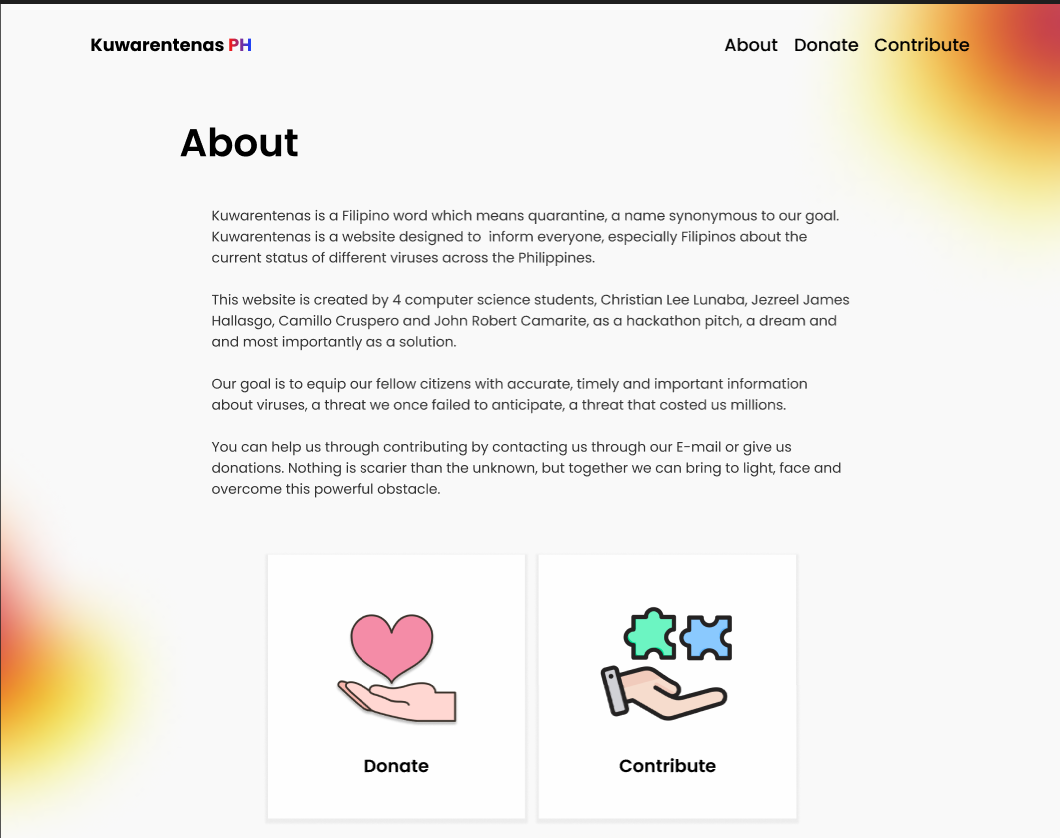 Kuwarentenas PH
About Donate Contribute
About
Kuwarentenas is a Filipino word which means quarantine, a name synonymous to our goal.
Kuwarentenas is a website designed to  inform everyone, especially Filipinos about the
current status of different viruses across the Philippines.
This website is created by 4 computer science students, Christian Lee Lunaba, Jezreel James
Hallasgo, Camillo Cruspero and John Robert Camarite, as a hackathon pitch, a dream and
and most importantly as a solution.
Our goal is to equip our fellow citizens with accurate, timely and important information
about viruses, a threat we once failed to anticipate, a threat that costed us millions.
You can help us through contributing by contacting us through our E-mail or give us
donations. Nothing is scarier than the unknown, but together we can bring to light, face and
overcome this powerful obstacle.
Donate
Contribute